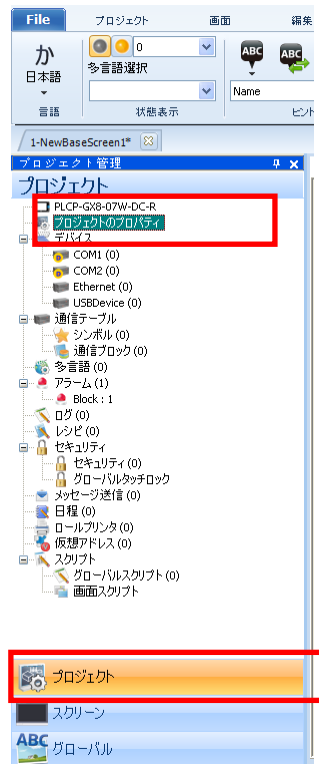 File プロジェクト 画面 編集
か 0 ABC ABC
日本語 多言語選択
Name
言語 状態表示 ヒント
1-NewBaseScreen1*
プロジェクト管理
プロジェクト
PLCP-GX8-07W-DC-R
プロジェクトのプロパティ
デバイス
COM1 (0)
COM2 (0)
Ethernet (0)
USBDevice (0)
通信テーブル
シンボル (0)
通信ブロック (0)
多言語 (0)
アラーム (1)
Block : 1
ログ (0)
レシピ (0)
セキュリティ
セキュリティ (0)
グローバルタッチロック
メッセージ送信 (0)
日程 (0)
ロールプリンタ (0)
仮想アドレス (0)
スクリプト
グローバルスクリプト (0)
画面スクリプト
プロジェクト
スクリーン
ABC グローバル